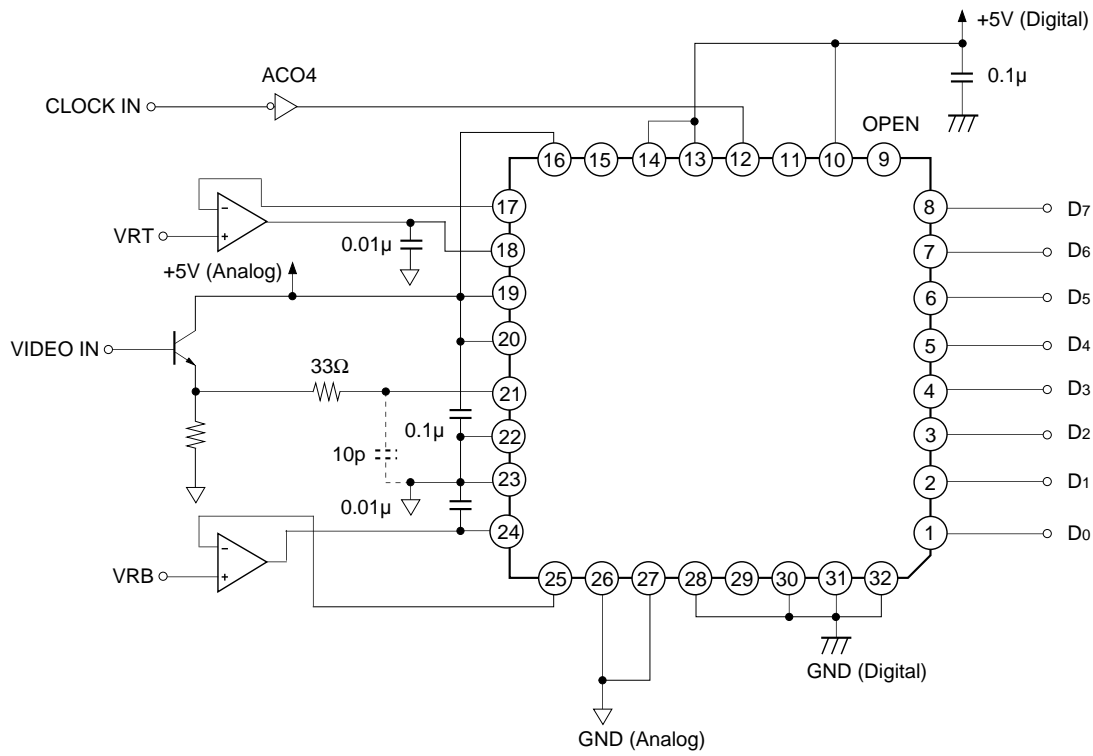 +5V (Digital)
ACO4
CLOCK IN
0.1µ
OPEN
16 15 14 13 12 11 10 9
17
8 D7
VRT
18
0.01µ
7 D6
+5V (Analog)
19
6 D5
VIDEO IN
20
5 D4
33Ω
21
4 D3
0.1µ
22
3 D2
10p
23
2 D1
0.01µ
24
1 D0
VRB
25 26 27 28 29 30 31 32
GND (Digital)
GND (Analog)